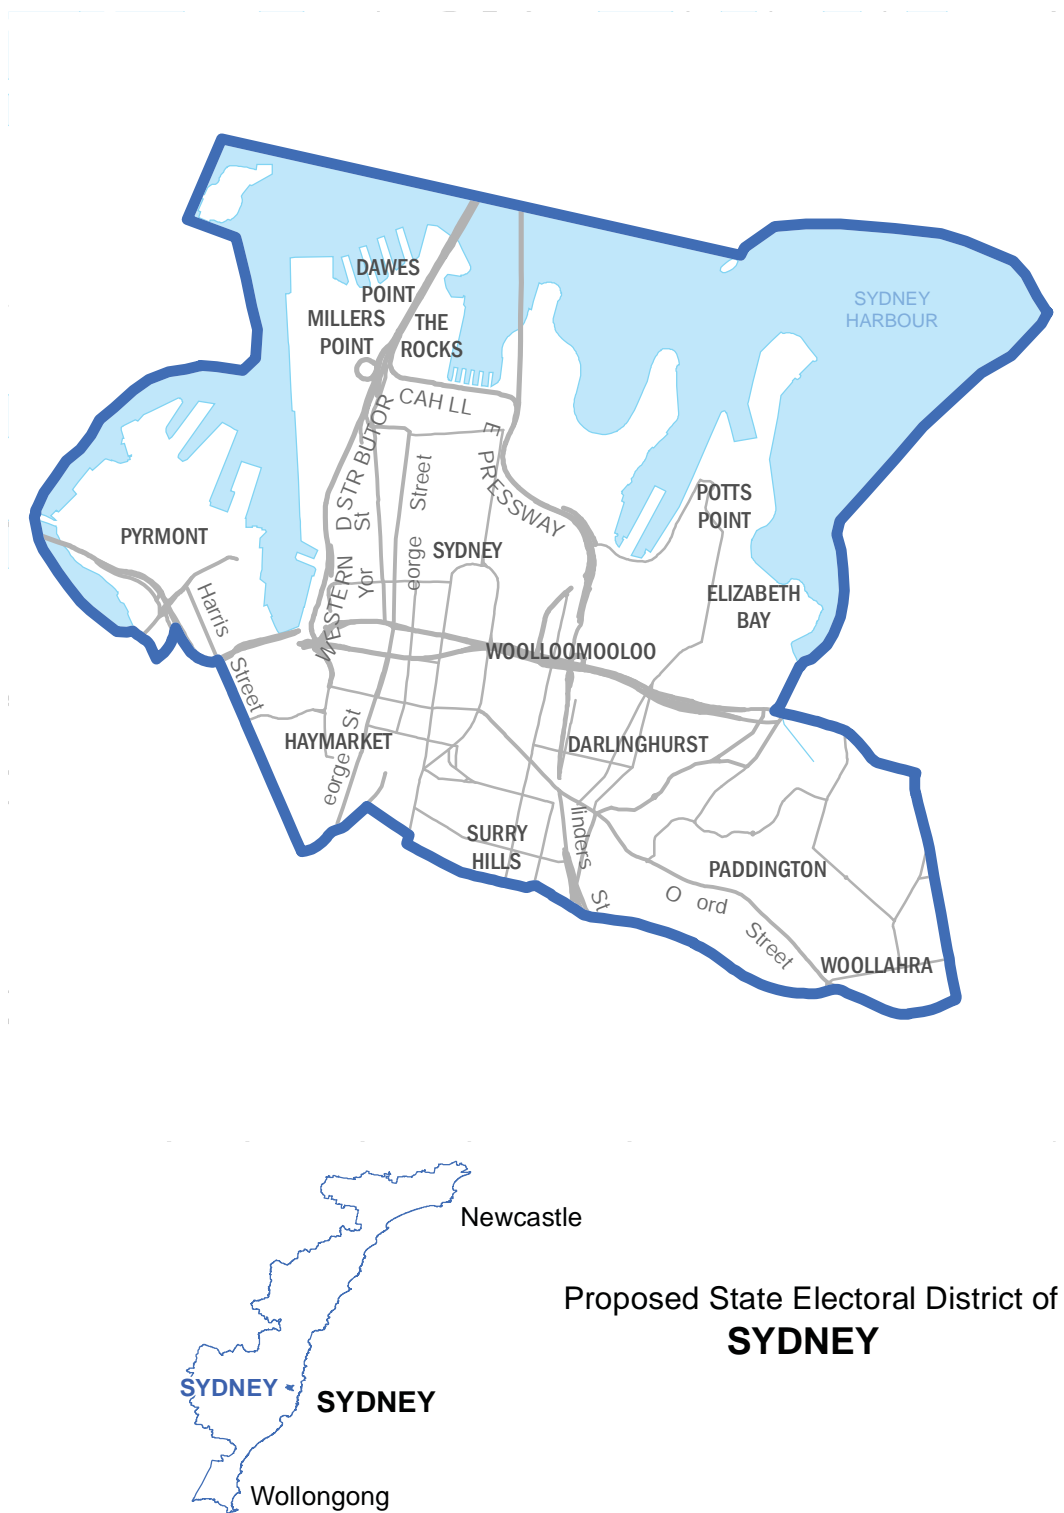 DAWES
POINT
MILLERS
POINT
THE
ROCKS
SYDNEY
HARBOUR
CAH LL
E PRESSWAY
WESTERN D STR BUTOR
Yor St
eorge Street
POTTS
POINT
PYRMONT
SYDNEY
ELIZABETH
BAY
Harris
Street
WOOLLOOMOOLOO
HAYMARKET
eorge St
DARLINGHURST
SURRY
HILLS
linders St
PADDINGTON
O ord Street
WOOLLAHRA
Newcastle
Proposed State Electoral District of
SYDNEY
SYDNEY
SYDNEY
Wollongong